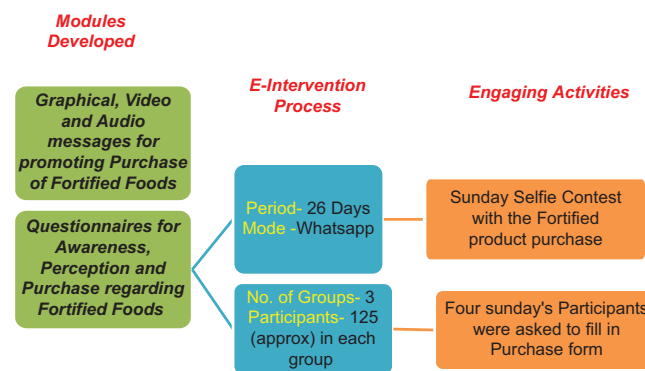 Modules
Developed
E-Intervention
Process
Engaging Activities
Graphical, Video
and Audio
messages for
promoting Purchase
of Fortified Foods
Questionnaires for
Awareness,
Perception and
Purchase regarding
Fortified Foods
Period- 26 Days
Mode -Whatsapp
No. of Groups- 3
Participants- 125
(approx) in each
group
Sunday Selfie Contest
with the Fortified
product purchase
Four sunday's Participants
were asked to fill in
Purchase form